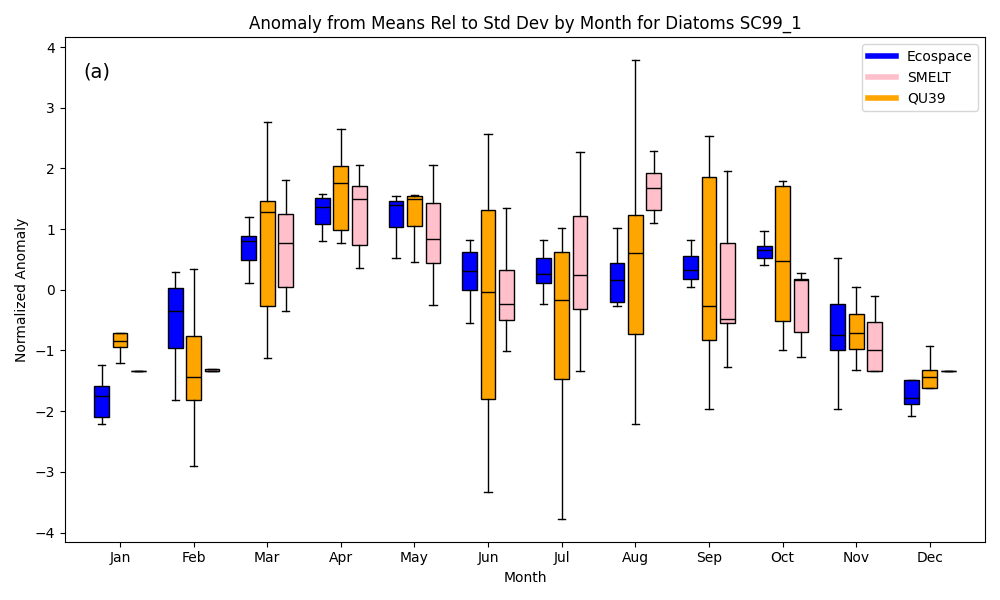 Anomaly from Means Rel to Std Dev by Month for Diatoms SC99_1
(a)
Ecospace
SMELT
QU39
Normalized Anomaly
4
3
2
1
0
−1
−2
−3
−4
Jan Feb Mar Apr May Jun Jul Aug Sep Oct Nov Dec
Month